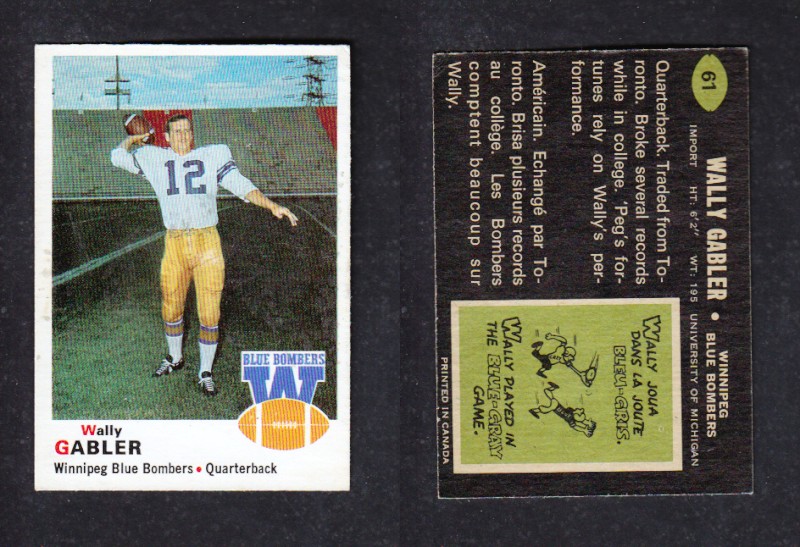 12
BLUE BOMBERS
W
Wally
GABLER
Winnipeg Blue Bombers • Quarterback
61
WALLY GABLER •
WINNIPEG
BLUE BOMBERS
IMPORT HT: 6'2" WT: 195 UNIVERSITY OF MICHIGAN
Quarterback. Traded from To-
ronto. Broke several records
while in college. 'Peg's for-
tunes rely on Wally's per-
formance.
Américain. Echangé par To-
ronto. Brisa plusieurs records
au collège. Les Bombers
comptent beaucoup sur
Wally.
WALLY JOUA
DANS LA JOUTE
BLEU-GRIS.
WALLY PLAYED IN
THE BLUE-GRAY
GAME.
PRINTED IN CANADA